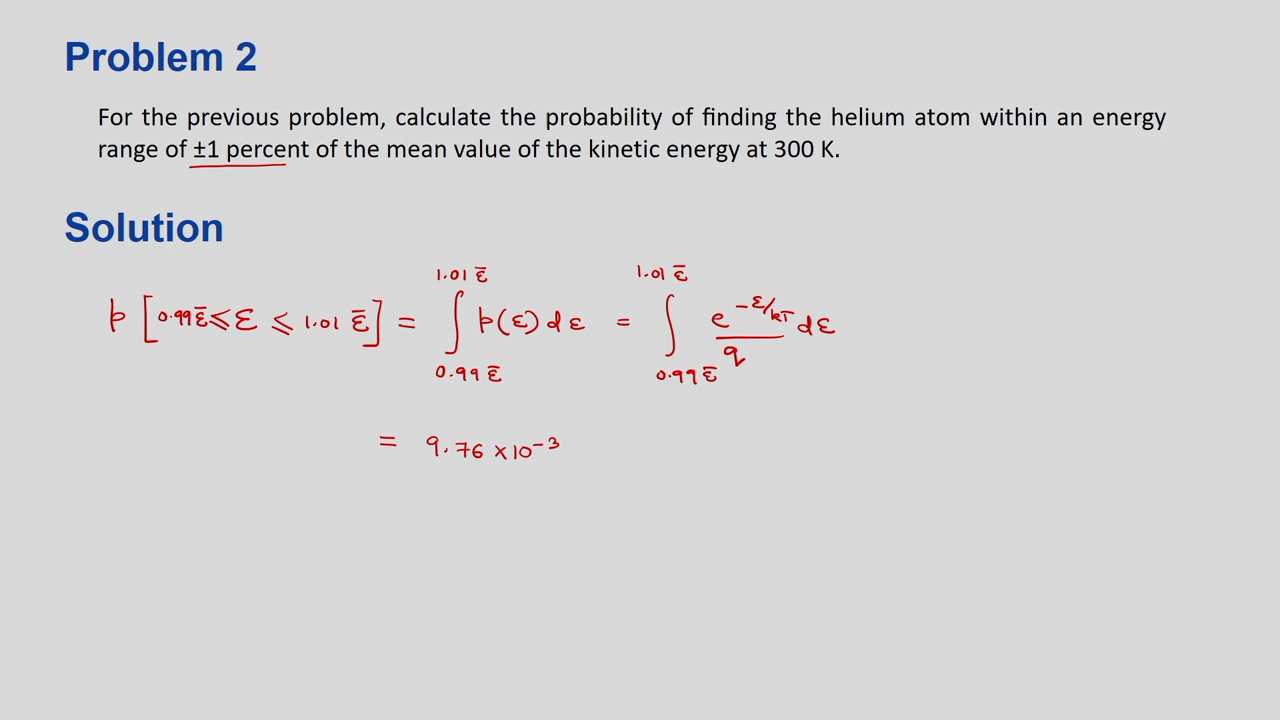 Problem 2
For the previous problem, calculate the probability of finding the helium atom within an energy
range of ±1 percent of the mean value of the kinetic energy at 300 K.
Solution
p [0.99ε̄ ⩽ ε ⩽ 1.01 ε̄] = ∫_{0.99 ε̄}^{1.01 ε̄} p(ε) dε = ∫_{0.99 ε̄}^{1.01 ε̄} e^{-ε/kT}/q dε
= 9.76 × 10^{-3}